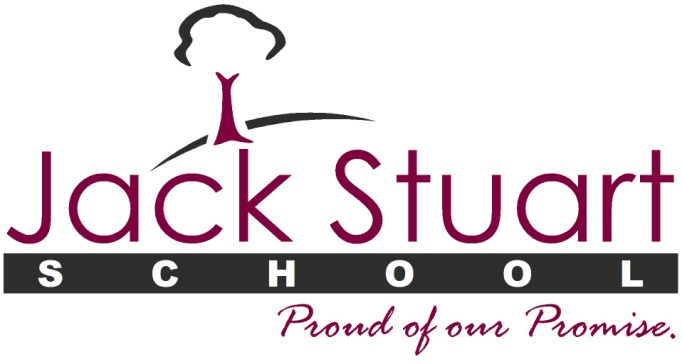 Jack Stuart
SCHOOL
Proud of our Promise.